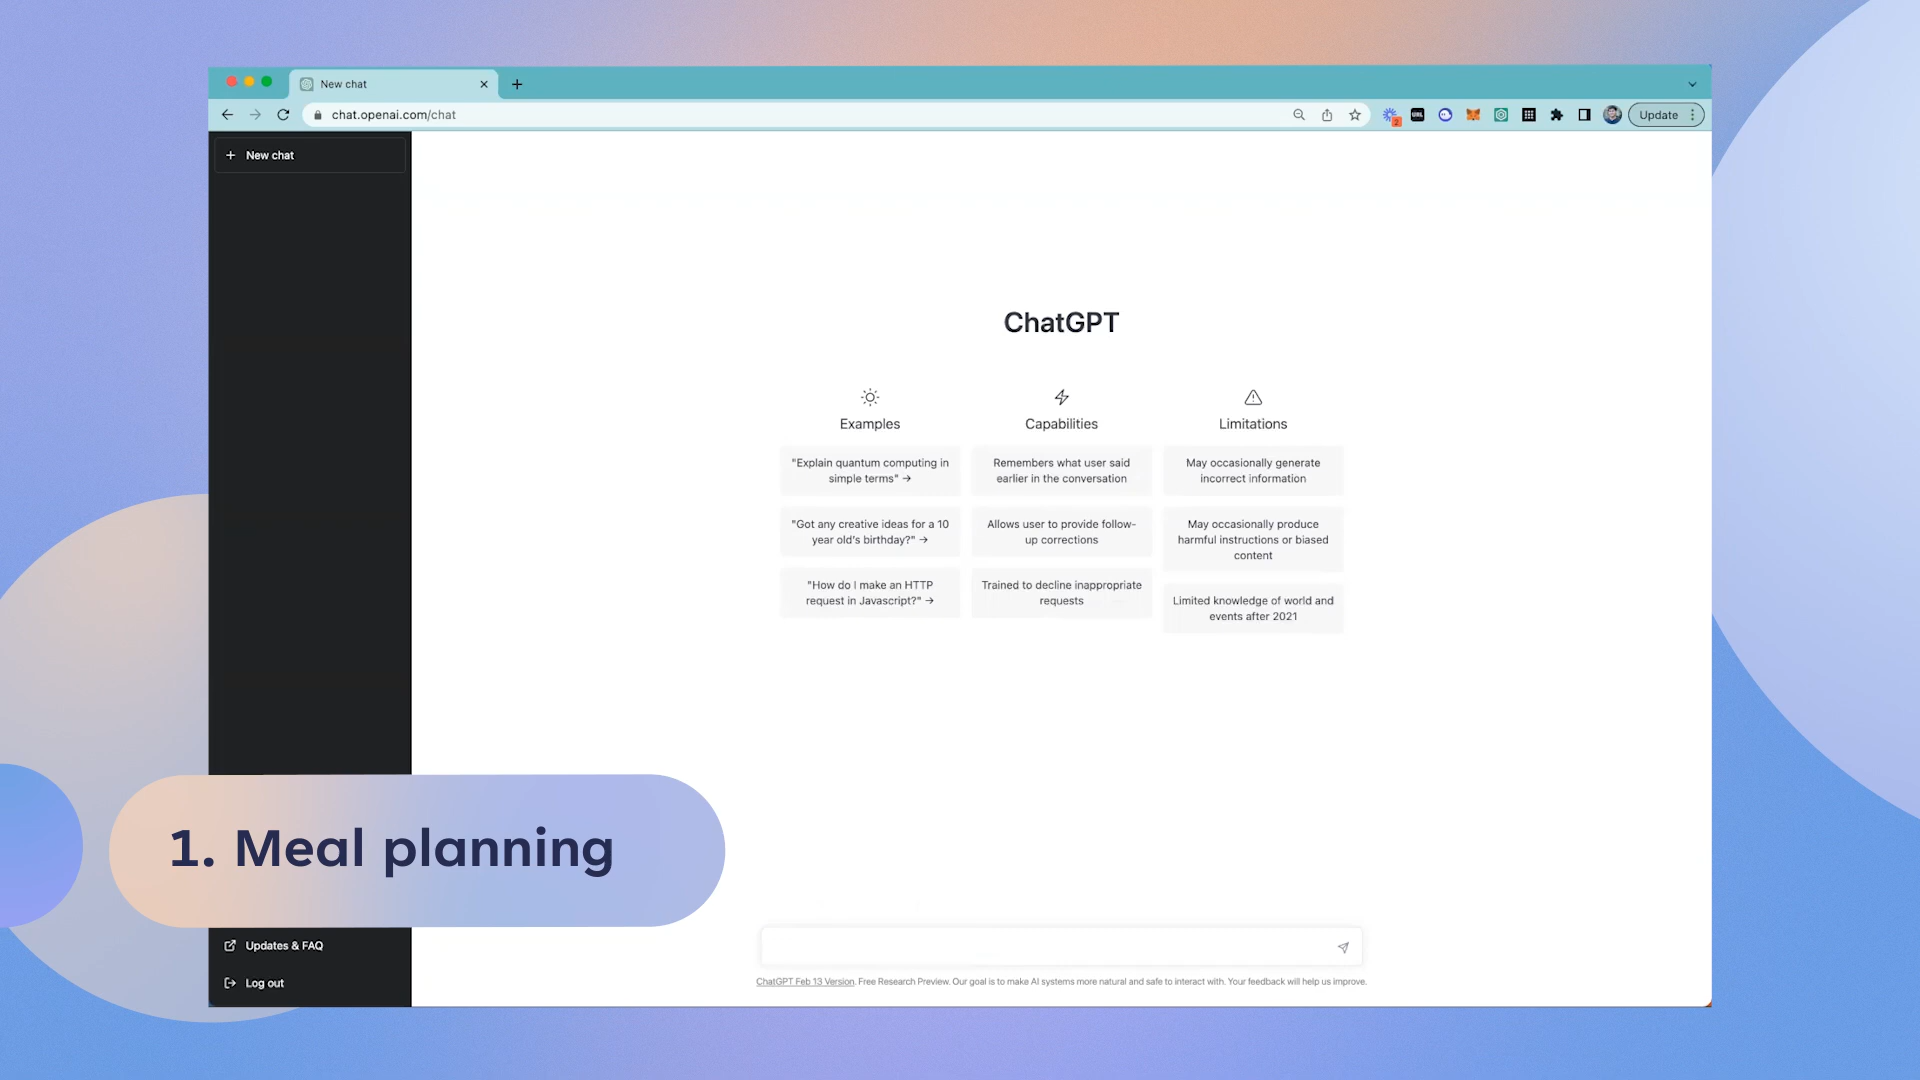 New chat
chat.openai.com/chat
Update
New chat
ChatGPT
Examples
"Explain quantum computing in
simple terms" →
"Got any creative ideas for a 10
year old's birthday?" →
"How do I make an HTTP
request in Javascript?" →
Capabilities
Remembers what user said
earlier in the conversation
Allows user to provide follow-
up corrections
Trained to decline inappropriate
requests
Limitations
May occasionally generate
incorrect information
May occasionally produce
harmful instructions or biased
content
Limited knowledge of world and
events after 2021
1. Meal planning
Updates & FAQ
Log out
ChatGPT Feb 13 Version. Free Research Preview. Our goal is to make AI systems more natural and safe to interact with. Your feedback will help us improve.